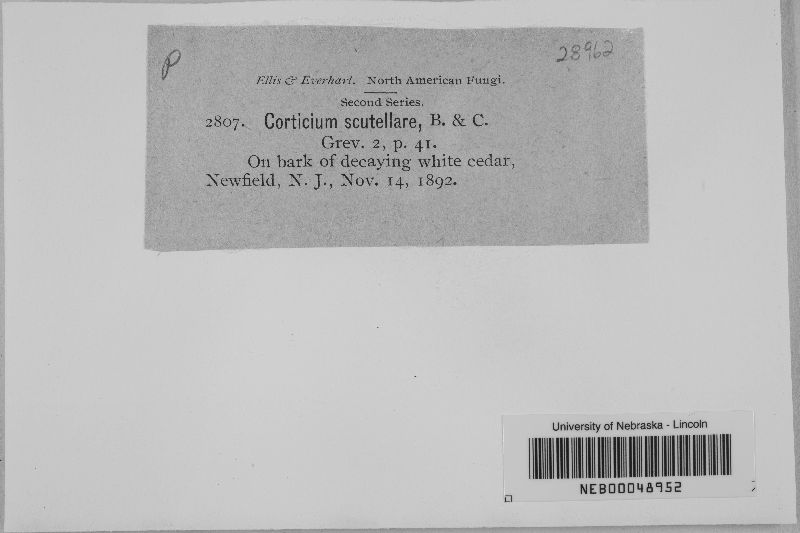 P
28962
Ellis & Everhart. North American Fungi.
Second Series.
2807. Corticium scutellare, B. & C.
Grev. 2, p. 41.
On bark of decaying white cedar,
Newfield, N. J., Nov. 14, 1892.
University of Nebraska - Lincoln
NEB00048952